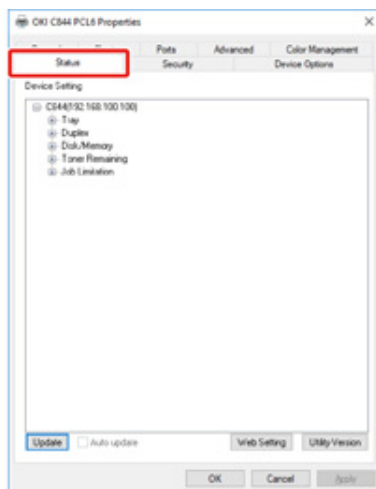 OKI C844 PCL6 Properties
Ports Advanced Color Management
Status Security Device Options
Device Setting
C844(192.168.100.100)
Tray
Duplex
Disk/Memory
Toner Remaining
Job Limitation
Update Auto update Web Setting Utility Version
OK Cancel Apply